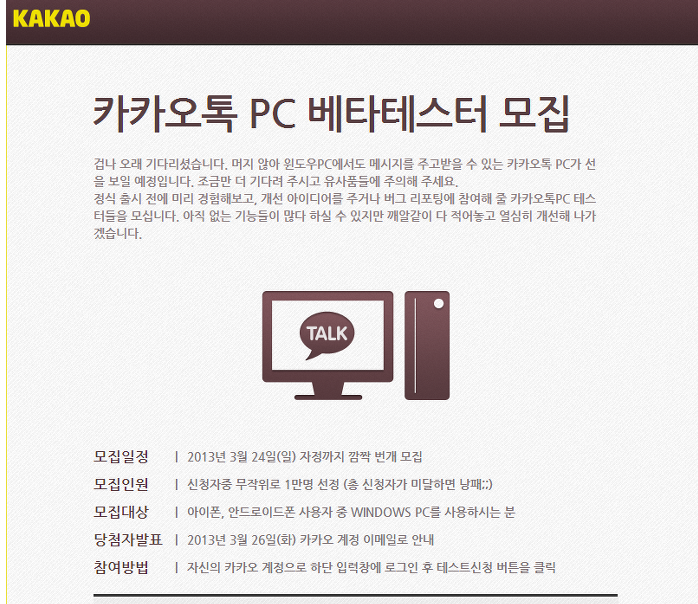 KAKAO
카카오톡 PC 베타테스터 모집
겁나 오래 기다리셨습니다. 머지 않아 윈도우PC에서도 메시지를 주고받을 수 있는 카카오톡 PC가 선
을 보일 예정입니다. 조금만 더 기다려 주시고 유사품들에 주의해 주세요.
정식 출시 전에 미리 경험해보고, 개선 아이디어를 주거나 버그 리포팅에 참여해 줄 카카오톡PC 테스
터들을 모십니다. 아직 없는 기능들이 많다 하실 수 있지만 깨알같이 다 적어놓고 열심히 개선해 나가
겠습니다.
TALK
모집일정 | 2013년 3월 24일(일) 자정까지 깜짝 번개 모집
모집인원 | 신청자중 무작위로 1만명 선정 (총 신청자가 미달하면 낭패;;)
모집대상 | 아이폰, 안드로이드폰 사용자 중 WINDOWS PC를 사용하시는 분
당첨자발표 | 2013년 3월 26일(화) 카카오 계정 이메일로 안내
참여방법 | 자신의 카카오 계정으로 하단 입력창에 로그인 후 테스트신청 버튼을 클릭